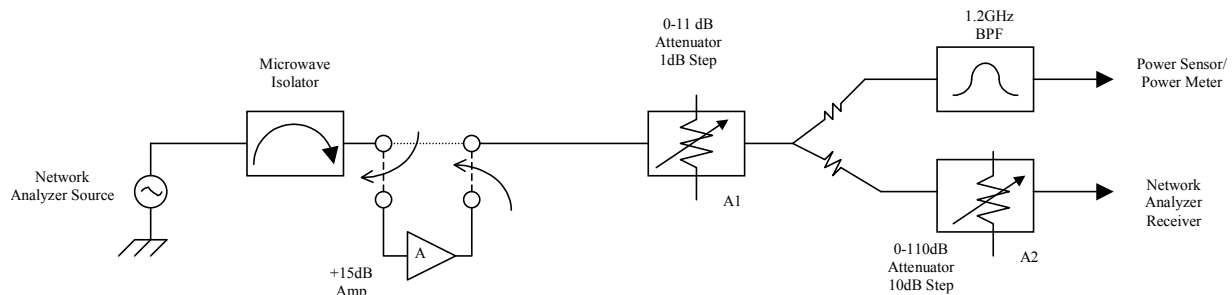 Network
Analyzer Source
Microwave
Isolator
A
+15dB
Amp
0-11 dB
Attenuator
1dB Step
A1
1.2GHz
BPF
Power Sensor/
Power Meter
Network
Analyzer
Receiver
A2
0-110dB
Attenuator
10dB Step